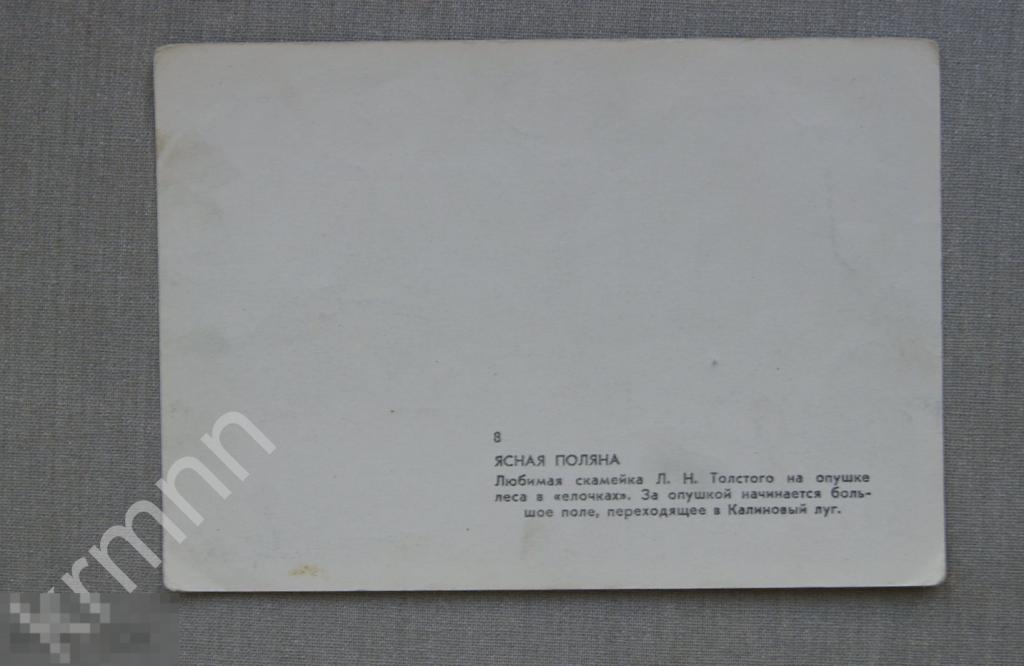 8
ЯСНАЯ ПОЛЯНА
Любимая скамейка Л. Н. Толстого на опушке
леса в «елочках». За опушкой начинается боль-
шое поле, переходящее в Калиновый луг.
krmnn